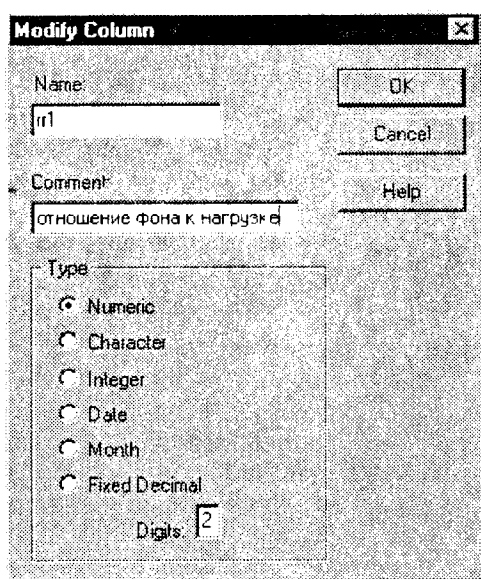 Modify Column
Name:
rr1
OK
Cancel
Comment:
Help
отношение фона к нагрузке
Type
Numeric
Character
Integer
Date
Month
Fixed Decimal
Digits: 2